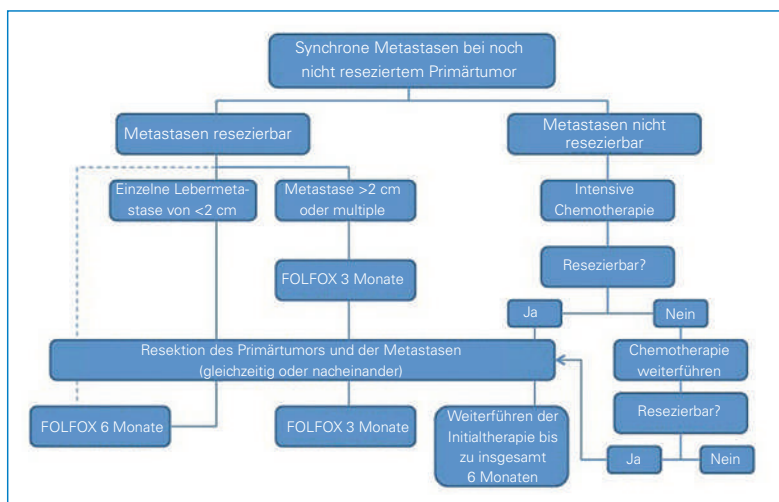 Synchrone Metastasen bei noch
nicht reseziertem Primärtumor
Metastasen resezierbar
Metastasen nicht
resezierbar
Einzelne Lebermeta-
stase von <2 cm
Metastase >2 cm
oder multiple
Intensive
Chemotherapie
FOLFOX 3 Monate
Resezierbar?
Ja
Nein
Resektion des Primärtumors und der Metastasen
(gleichzeitig oder nacheinander)
Chemotherapie
weiterführen
FOLFOX 6 Monate
FOLFOX 3 Monate
Weiterführen der
Initialtherapie bis
zu insgesamt
6 Monaten
Resezierbar?
Ja
Nein